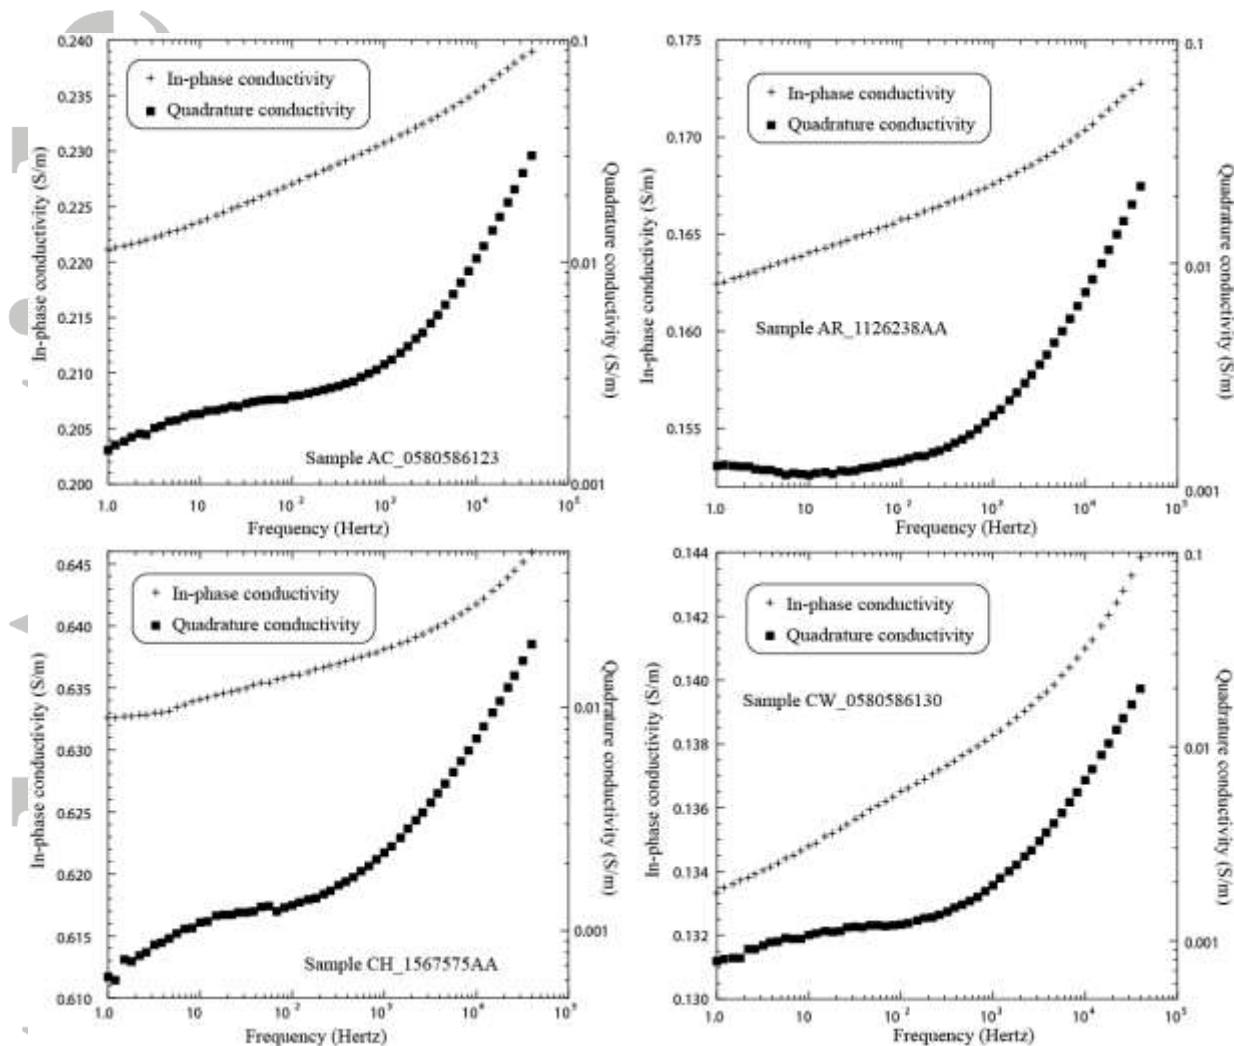 0.240
0.235
0.230
0.225
0.220
0.215
0.210
0.205
0.200
In-phase conductivity (S/m)
In-phase conductivity
Quadrature conductivity
Sample AC_0580586123
0.1
0.01
0.001
Quadrature conductivity (S/m)
1.0 10 10² 10³ 10⁴ 10⁵
Frequency (Hertz)
0.175
0.170
0.165
0.160
0.155
In-phase conductivity (S/m)
In-phase conductivity
Quadrature conductivity
Sample AR_1126238AA
0.1
0.01
0.001
Quadrature conductivity (S/m)
1.0 10 10² 10³ 10⁴ 10⁵
Frequency (Hertz)
0.645
0.640
0.635
0.630
0.625
0.620
0.615
0.610
In-phase conductivity (S/m)
In-phase conductivity
Quadrature conductivity
Sample CH_1567575AA
0.01
0.001
Quadrature conductivity (S/m)
1.0 10 10² 10³ 10⁴ 10⁵
Frequency (Hertz)
0.144
0.142
0.140
0.138
0.136
0.134
0.132
0.130
In-phase conductivity (S/m)
In-phase conductivity
Quadrature conductivity
Sample CW_0580586130
0.1
0.01
0.001
Quadrature conductivity (S/m)
1.0 10 10² 10³ 10⁴ 10⁵
Frequency (Hertz)